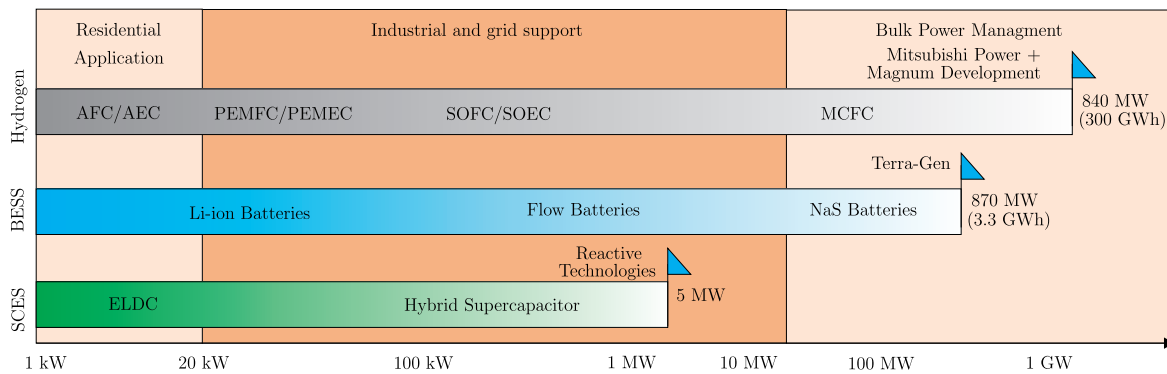 Residential
Application
Industrial and grid support
Bulk Power Managment
Mitsubishi Power +
Magnum Development
Hydrogen
AFC/AEC
PEMFC/PEMEC
SOFC/SOEC
MCFC
840 MW
(300 GWh)
Terra-Gen
BESS
Li-ion Batteries
Flow Batteries
NaS Batteries
870 MW
(3.3 GWh)
Reactive
Technologies
SCES
ELDC
Hybrid Supercapacitor
5 MW
1 kW
20 kW
100 kW
1 MW
10 MW
100 MW
1 GW